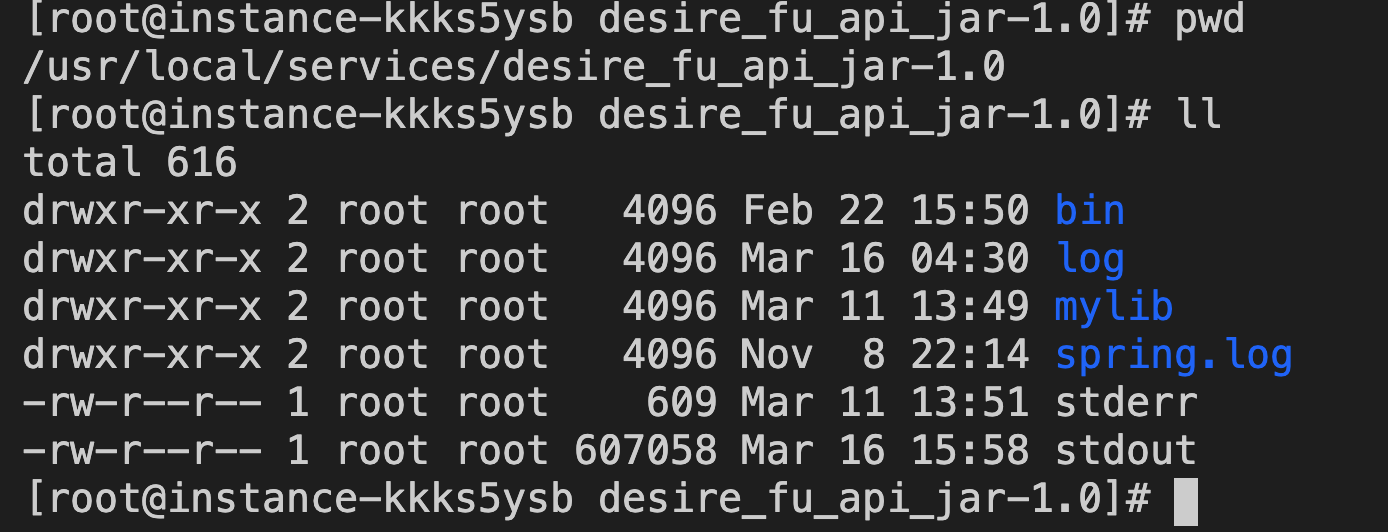 [root@instance-kkks5ysb desire_fu_api_jar-1.0]# pwd
/usr/local/services/desire_fu_api_jar-1.0
[root@instance-kkks5ysb desire_fu_api_jar-1.0]# ll
total 616
drwxr-xr-x 2 root root   4096 Feb 22 15:50 bin
drwxr-xr-x 2 root root   4096 Mar 16 04:30 log
drwxr-xr-x 2 root root   4096 Mar 11 13:49 mylib
drwxr-xr-x 2 root root   4096 Nov  8 22:14 spring.log
-rw-r--r-- 1 root root    609 Mar 11 13:51 stderr
-rw-r--r-- 1 root root 607058 Mar 16 15:58 stdout
[root@instance-kkks5ysb desire_fu_api_jar-1.0]#